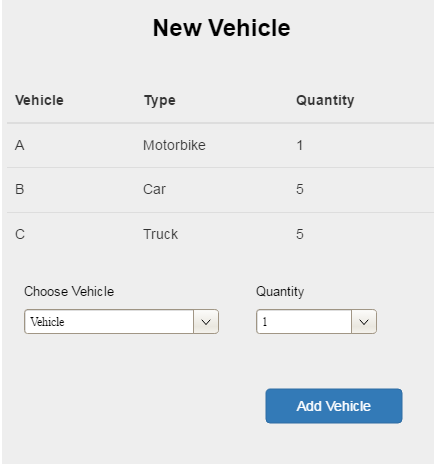 New Vehicle
Vehicle Type Quantity
A Motorbike 1
B Car 5
C Truck 5
Choose Vehicle Quantity
Vehicle 1
Add Vehicle